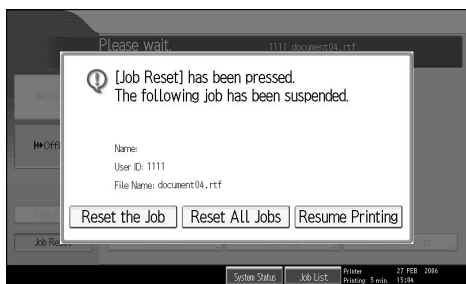 Please wait.
1111 document04.rtf
[Job Reset] has been pressed.
The following job has been suspended.
Name:
User ID: 1111
File Name: document04.rtf
Reset the Job
Reset All Jobs
Resume Printing
System Status
Job List
Printer
Printing: 5 min.
27 FEB 2006
15:04